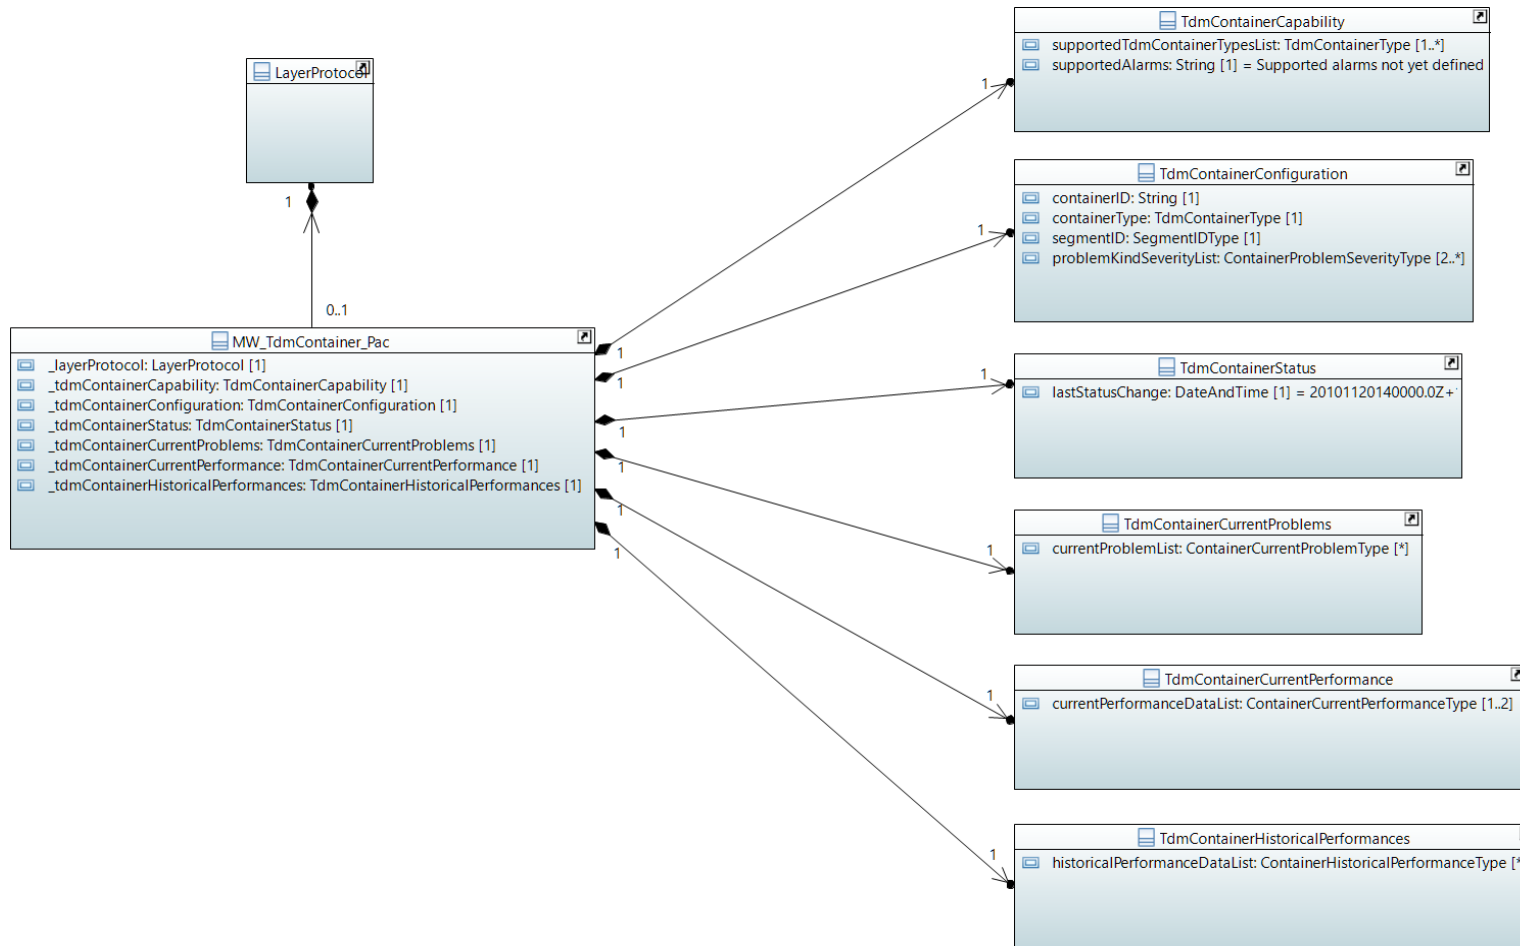 TdmContainerCapability
supportedTdmContainerTypesList: TdmContainerType [1..*]
supportedAlarms: String [1] = Supported alarms not yet defined
1
LayerProtocol
1
0..1
TdmContainerConfiguration
containerID: String [1]
containerType: TdmContainerType [1]
segmentID: SegmentIDType [1]
problemKindSeverityList: ContainerProblemSeverityType [2..*]
1
MW_TdmContainer_Pac
_layerProtocol: LayerProtocol [1]
_tdmContainerCapability: TdmContainerCapability [1]
_tdmContainerConfiguration: TdmContainerConfiguration [1]
_tdmContainerStatus: TdmContainerStatus [1]
_tdmContainerCurrentProblems: TdmContainerCurrentProblems [1]
_tdmContainerCurrentPerformance: TdmContainerCurrentPerformance [1]
_tdmContainerHistoricalPerformances: TdmContainerHistoricalPerformances [1]
1
1
1
1
1
1
TdmContainerStatus
lastStatusChange: DateAndTime [1] = 20101120140000.0Z+
1
TdmContainerCurrentProblems
currentProblemList: ContainerCurrentProblemType [*]
1
TdmContainerCurrentPerformance
currentPerformanceDataList: ContainerCurrentPerformanceType [1..2]
1
TdmContainerHistoricalPerformances
historicalPerformanceDataList: ContainerHistoricalPerformanceType [*
1